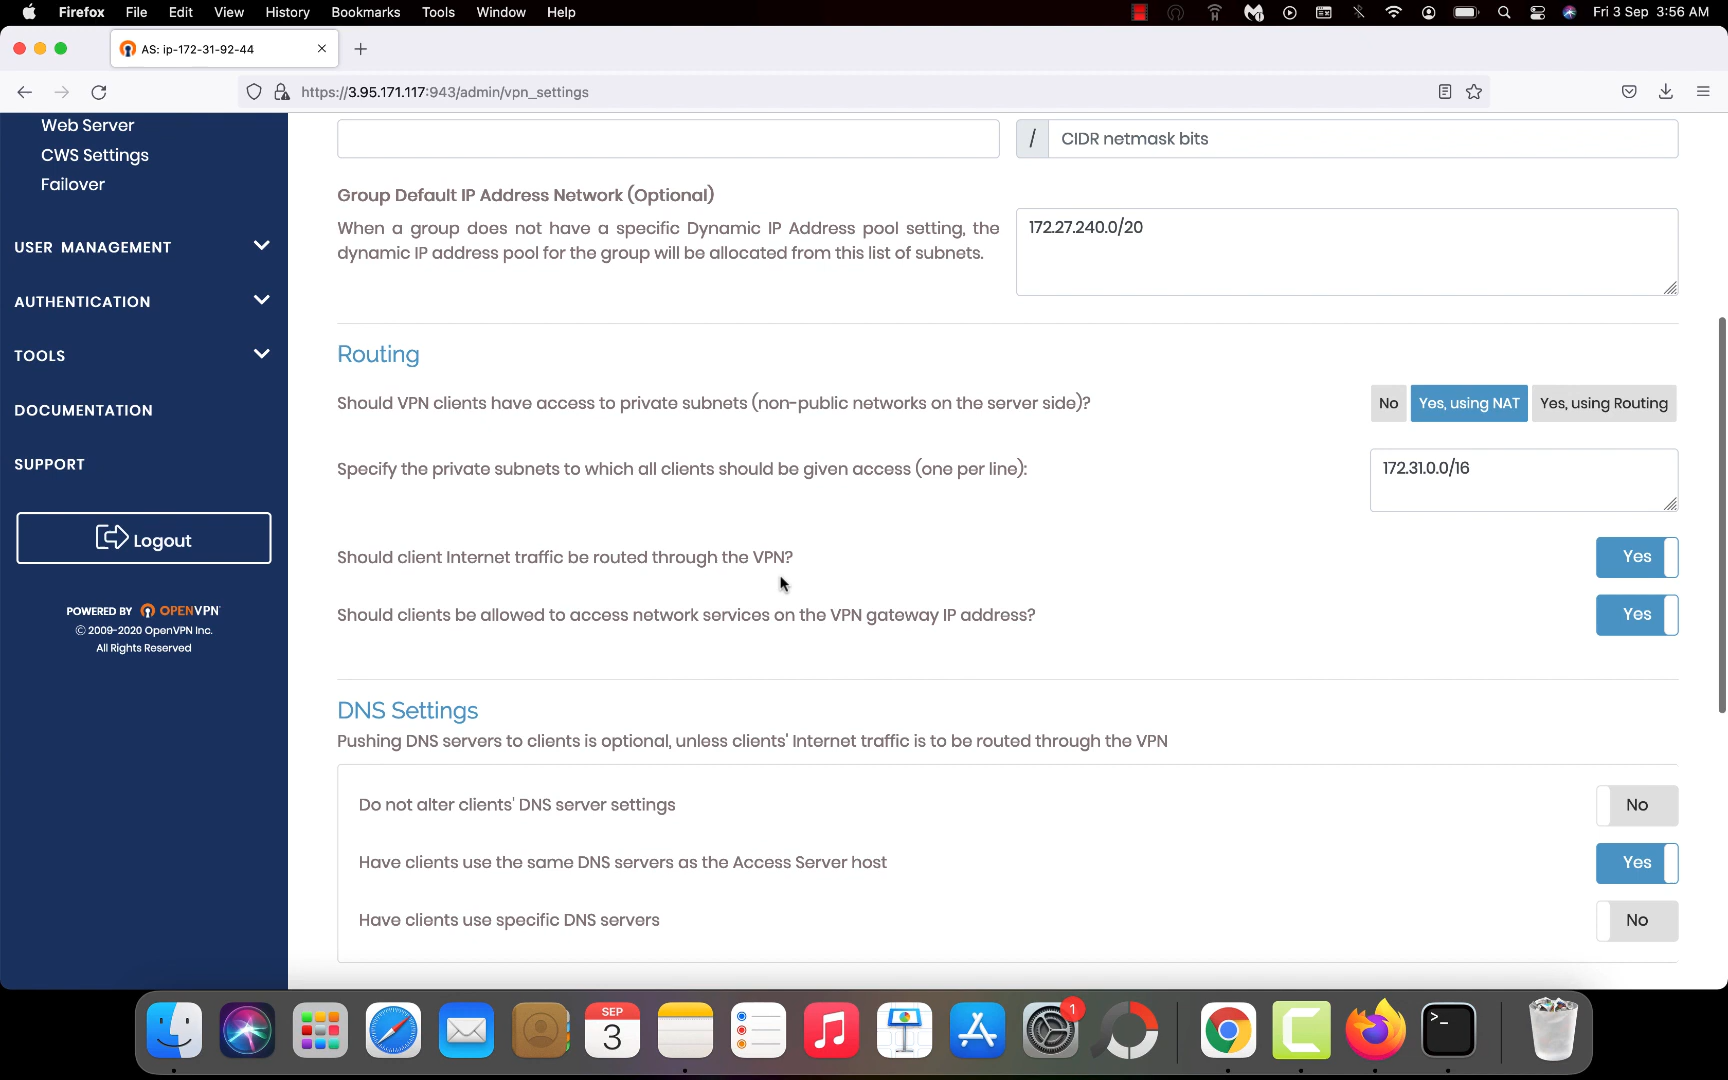 Firefox File Edit View History Bookmarks Tools Window Help Fri 3 Sep 3:56 AM
AS: ip-172-31-92-44
https://3.95.171.117:943/admin/vpn_settings
Web Server
CWS Settings
Failover
USER MANAGEMENT
AUTHENTICATION
TOOLS
DOCUMENTATION
SUPPORT
Logout
POWERED BY OPENVPN
© 2009-2020 OpenVPN Inc.
All Rights Reserved
/ CIDR netmask bits
Group Default IP Address Network (Optional)
When a group does not have a specific Dynamic IP Address pool setting, the
dynamic IP address pool for the group will be allocated from this list of subnets.
172.27.240.0/20
Routing
Should VPN clients have access to private subnets (non-public networks on the server side)?
No Yes, using NAT Yes, using Routing
Specify the private subnets to which all clients should be given access (one per line):
172.31.0.0/16
Should client Internet traffic be routed through the VPN?
Yes
Should clients be allowed to access network services on the VPN gateway IP address?
Yes
DNS Settings
Pushing DNS servers to clients is optional, unless clients' Internet traffic is to be routed through the VPN
Do not alter clients' DNS server settings
No
Have clients use the same DNS servers as the Access Server host
Yes
Have clients use specific DNS servers
No
SEP
3
1
>_